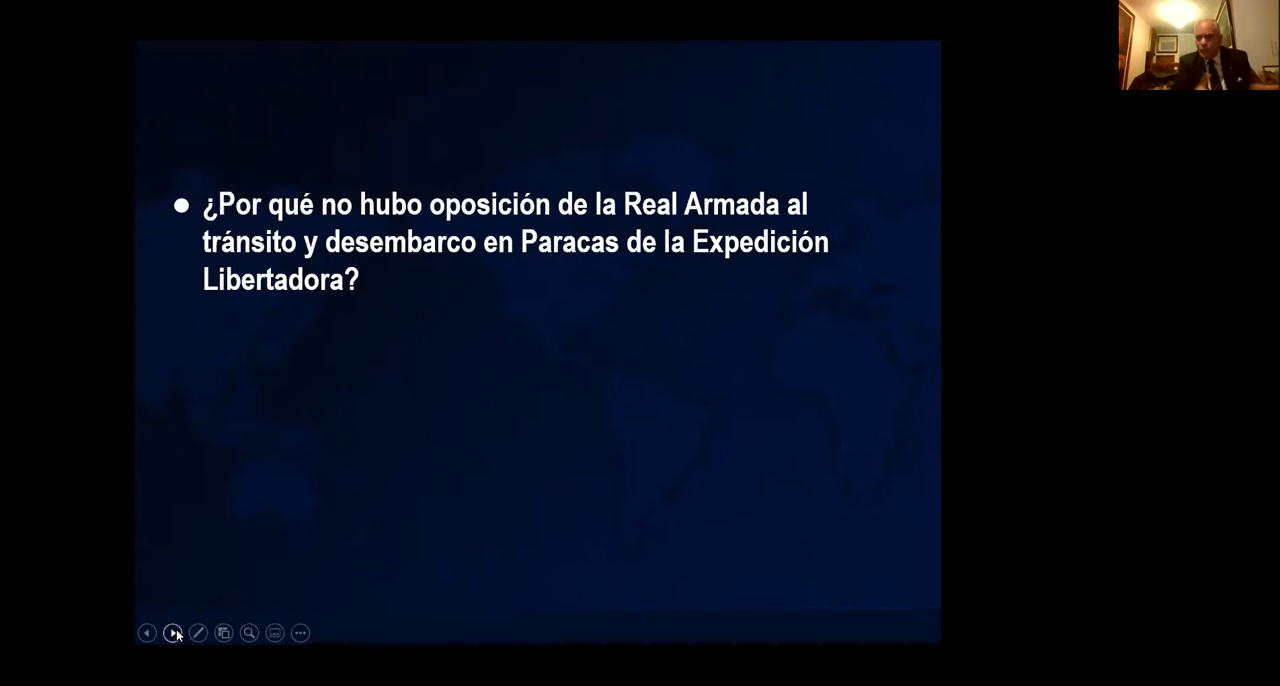 ● ¿Por qué no hubo oposición de la Real Armada al
tránsito y desembarco en Paracas de la Expedición
Libertadora?